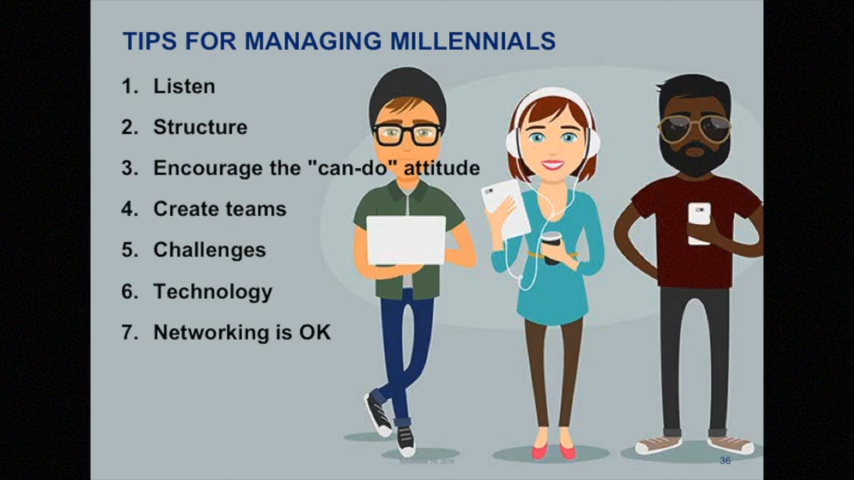 TIPS FOR MANAGING MILLENNIALS
1. Listen
2. Structure
3. Encourage the "can-do" attitude
4. Create teams
5. Challenges
6. Technology
7. Networking is OK
36